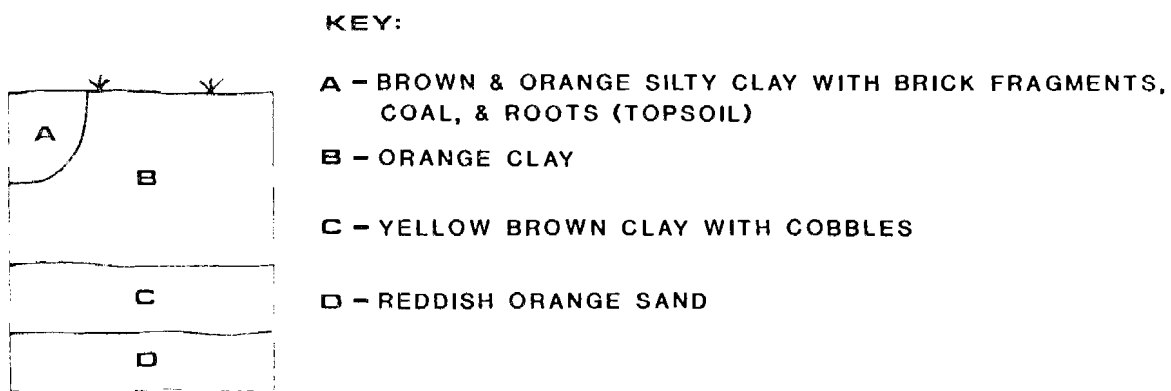 KEY:
A – BROWN & ORANGE SILTY CLAY WITH BRICK FRAGMENTS,
COAL, & ROOTS (TOPSOIL)
B – ORANGE CLAY
C – YELLOW BROWN CLAY WITH COBBLES
D – REDDISH ORANGE SAND
A
B
C
D